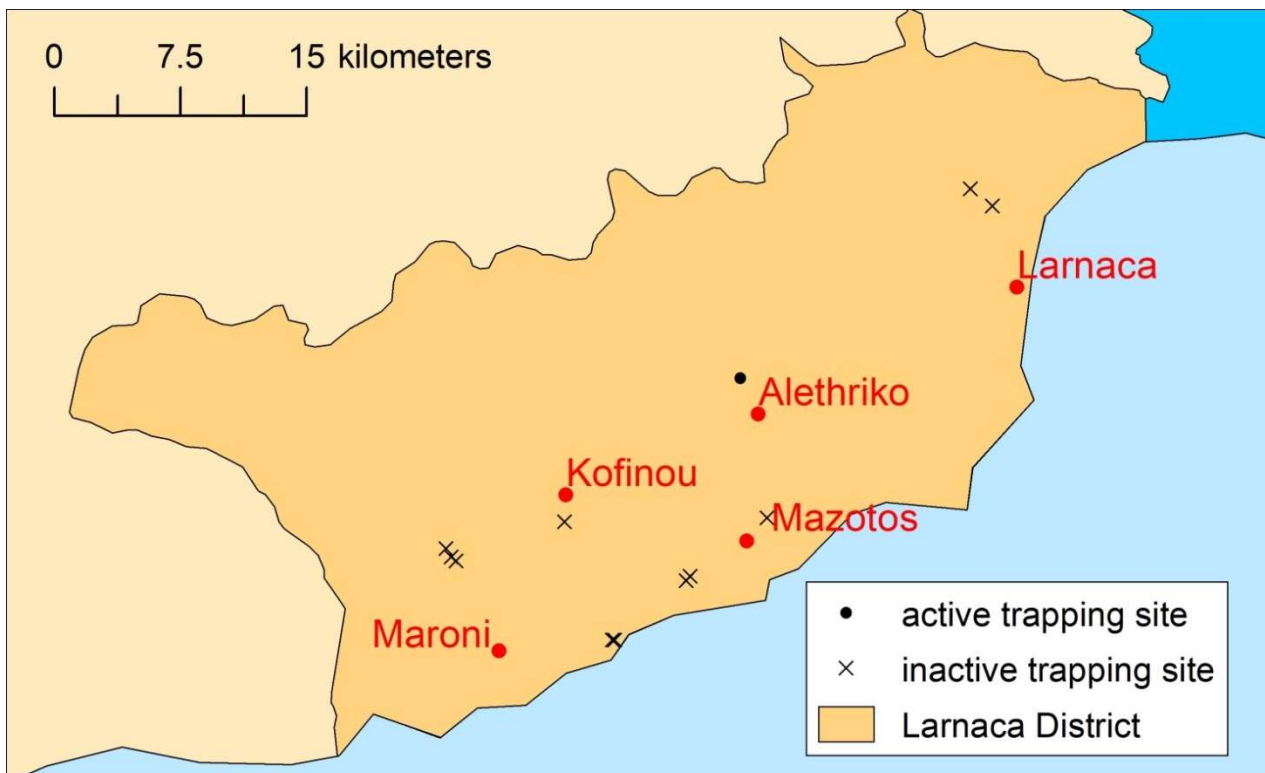 0 7.5 15 kilometers
Larnaca
Alethriko
Kofinou
Mazotos
Maroni
active trapping site
inactive trapping site
Larnaca District